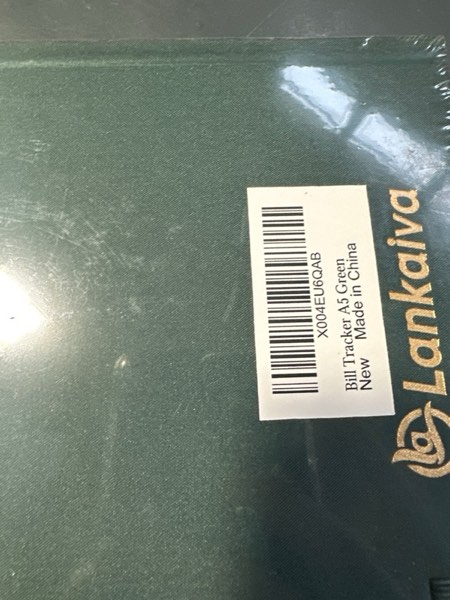 X004EU6QAB
Bill Tracker A5 Green
New Made in China
Lankaiva